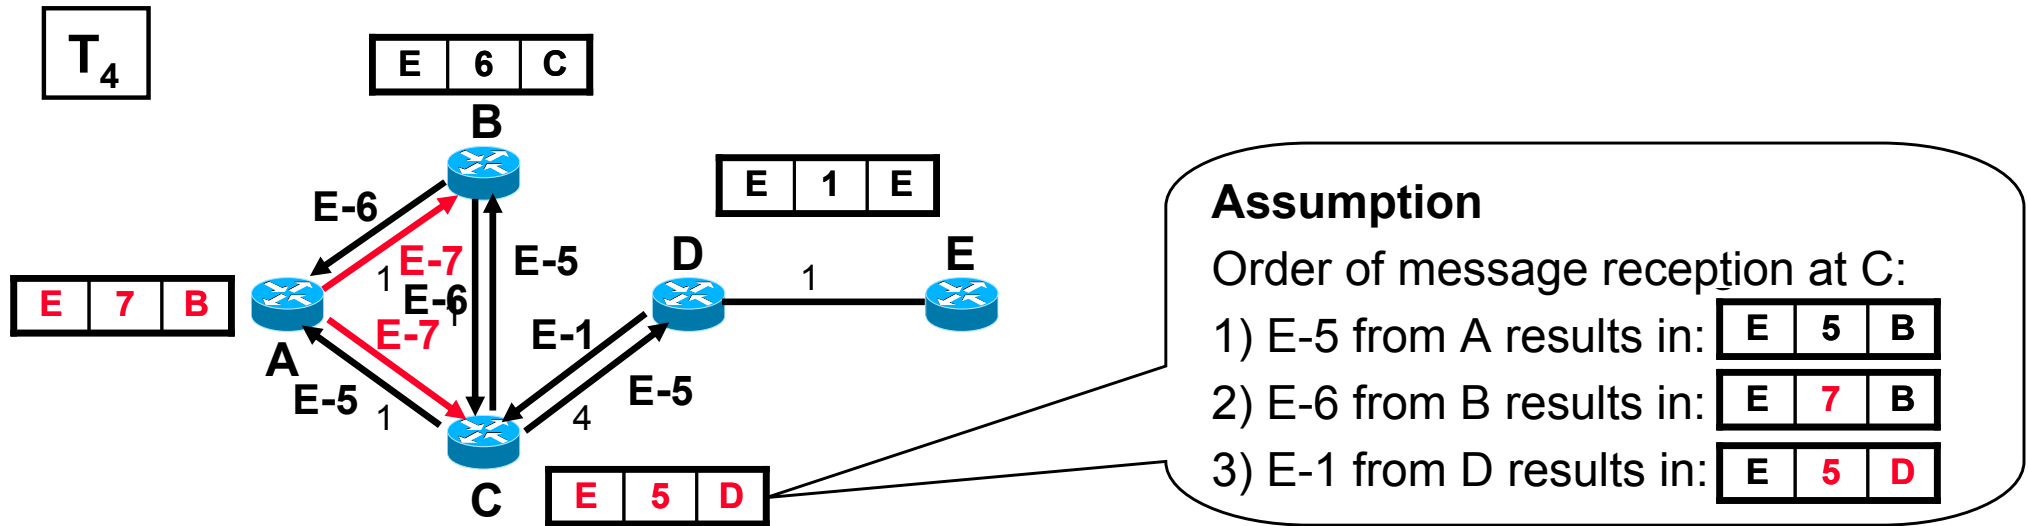 T4
E 6 C
B
E 1 E
E-6
E-7
1
E-5
E-6
1
D
1
E
E 7 B
A
E-7
E-1
E-5
1
E-5
4
C
E 5 D
Assumption
Order of message reception at C:
1) E-5 from A results in: E 5 B
2) E-6 from B results in: E 7 B
3) E-1 from D results in: E 5 D